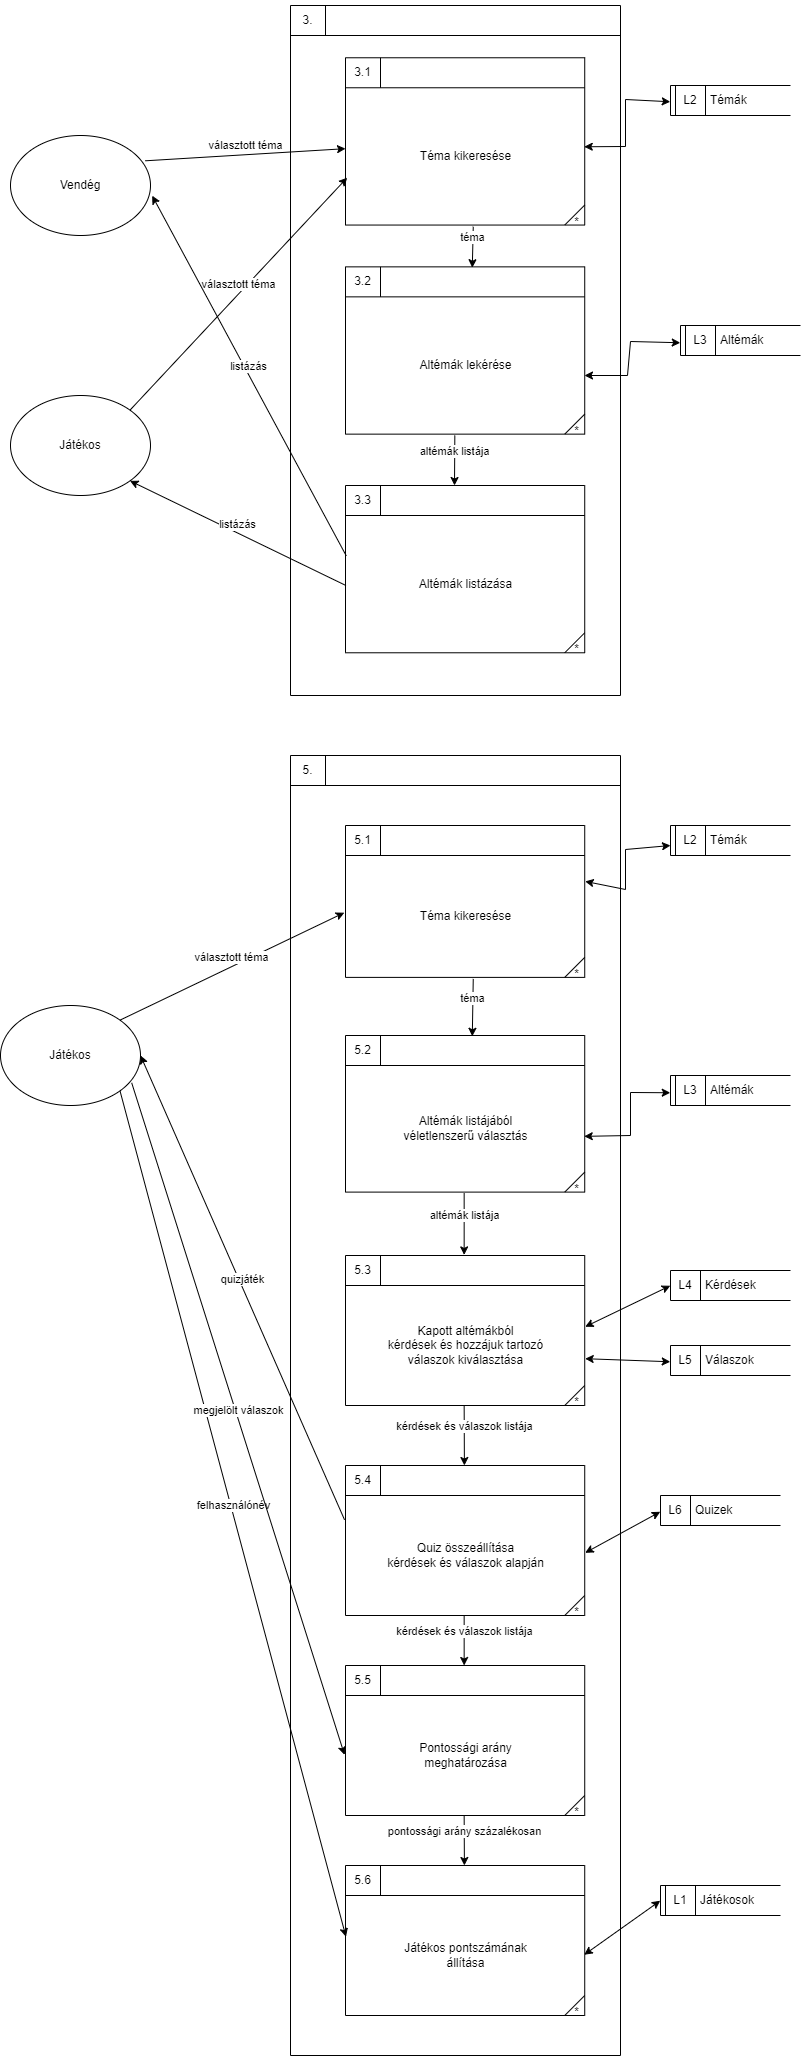 3.
3.1
L2
Témák
választott téma
Téma kikeresése
Vendég
*
téma
3.2
választott téma
L3
Altémák
listázás
Altémák lekérése
*
Játékos
altémák listája
3.3
listázás
Altémák listázása
*
5.
5.1
L2
Témák
Téma kikeresése
választott téma
*
téma
Játékos
5.2
L3
Altémák
Altémák listájából
véletlenszerű választás
*
altémák listája
5.3
quizjáték
L4
Kérdések
Kapott altémákból
kérdések és hozzájuk tartozó
válaszok kiválasztása
L5
Válaszok
*
megjelölt válaszok
kérdések és válaszok listája
5.4
felhasználónév
L6
Quizek
Quiz összeállítása
kérdések és válaszok alapján
*
kérdések és válaszok listája
5.5
Pontossági arány
meghatározása
*
pontossági arány százalékosan
5.6
L1
Játékosok
Játékos pontszámának
állítása
*